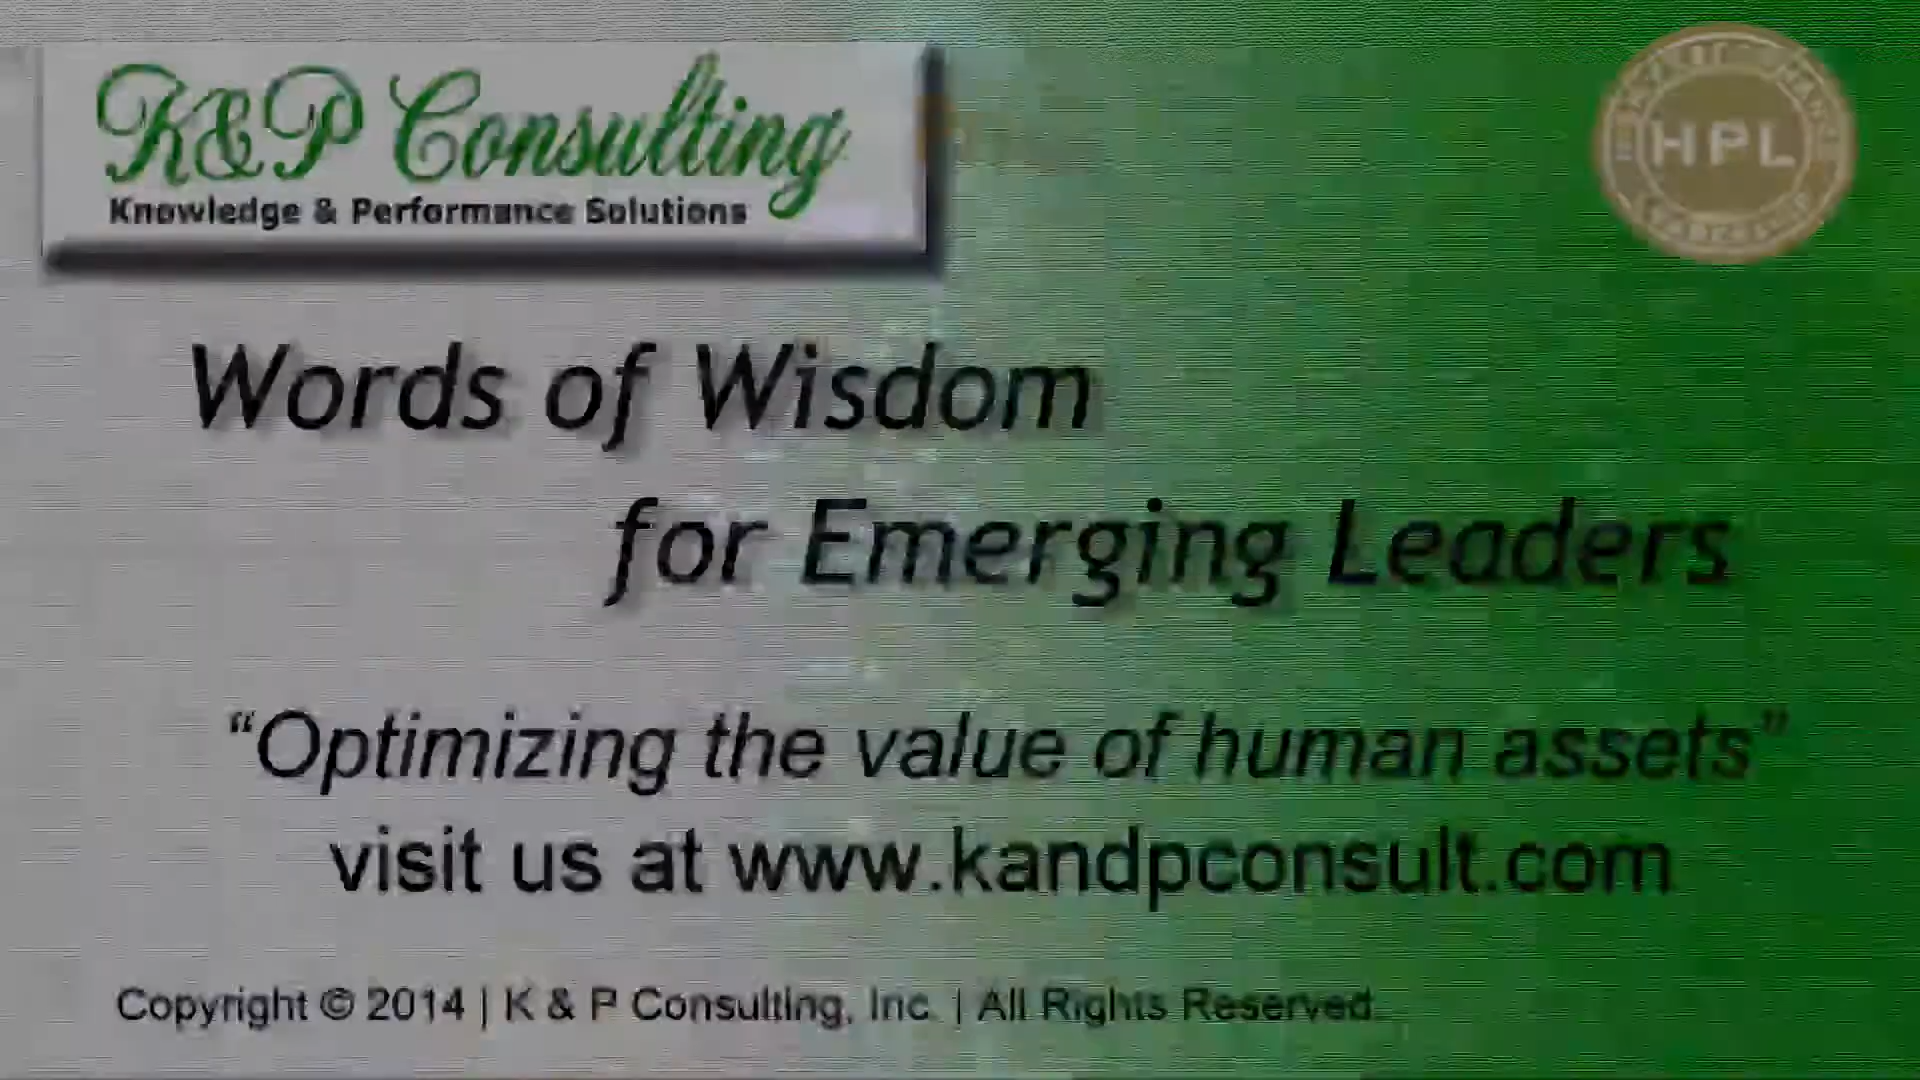 K&P Consulting
Knowledge & Performance Solutions
HPL
LEADERSHIP
Words of Wisdom
for Emerging Leaders
“Optimizing the value of human assets”
visit us at www.kandpconsult.com
Copyright © 2014 | K & P Consulting, Inc. | All Rights Reserved.